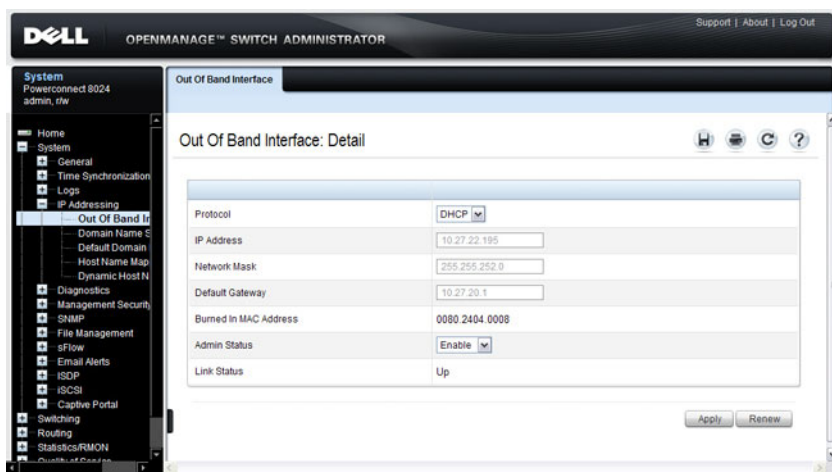 Support | About | Log Out
DELL OPENMANAGE™ SWITCH ADMINISTRATOR
System
Powerconnect 8024
admin, r/w
Out Of Band Interface
Home
System
General
Time Synchronization
Logs
IP Addressing
Out Of Band In
Domain Name S
Default Domain
Host Name Map
Dynamic Host N
Diagnostics
Management Security
SNMP
File Management
sFlow
Email Alerts
ISDP
iSCSI
Captive Portal
Switching
Routing
Statistics/RMON
Quality of Service
Out Of Band Interface: Detail
Protocol DHCP
IP Address 10.27.22.195
Network Mask 255.255.252.0
Default Gateway 10.27.20.1
Burned In MAC Address 0080.2404.0008
Admin Status Enable
Link Status Up
Apply Renew